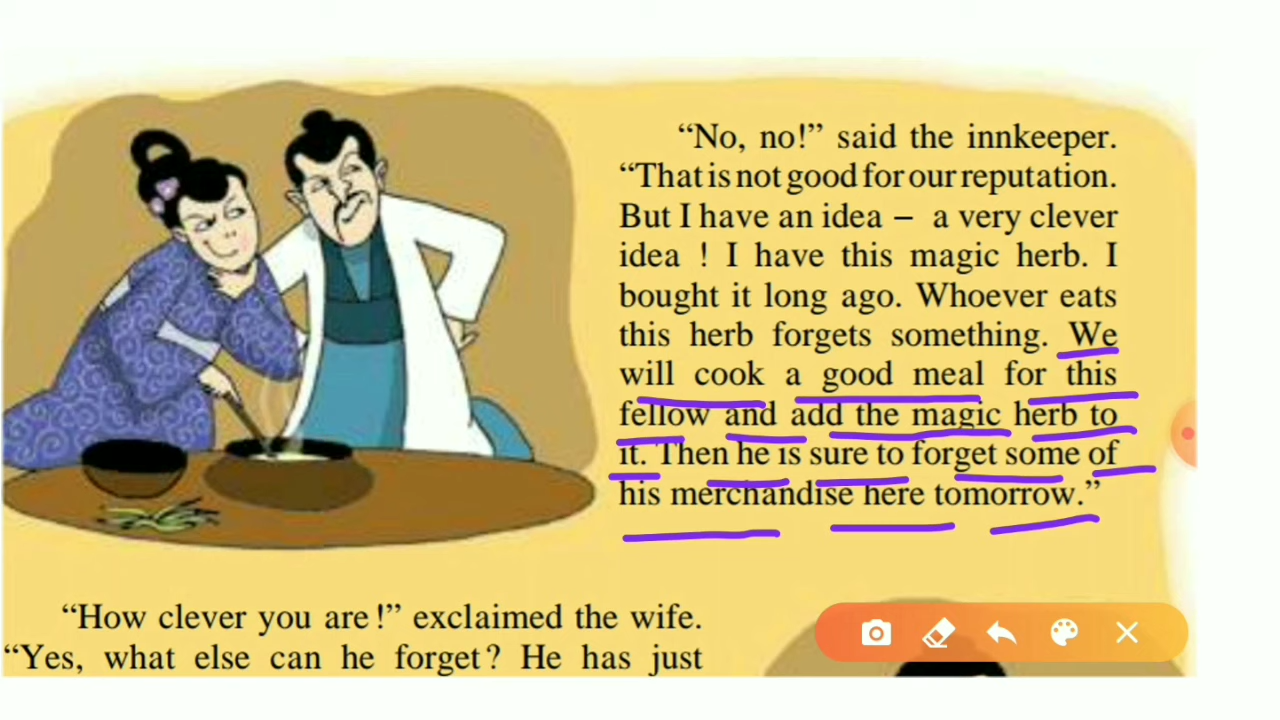 “No, no!” said the innkeeper.
“That is not good for our reputation.
But I have an idea – a very clever
idea ! I have this magic herb. I
bought it long ago. Whoever eats
this herb forgets something. We
will cook a good meal for this
fellow and add the magic herb to
it. Then he is sure to forget some of
his merchandise here tomorrow.”
“How clever you are !” exclaimed the wife.
“Yes, what else can he forget ? He has just